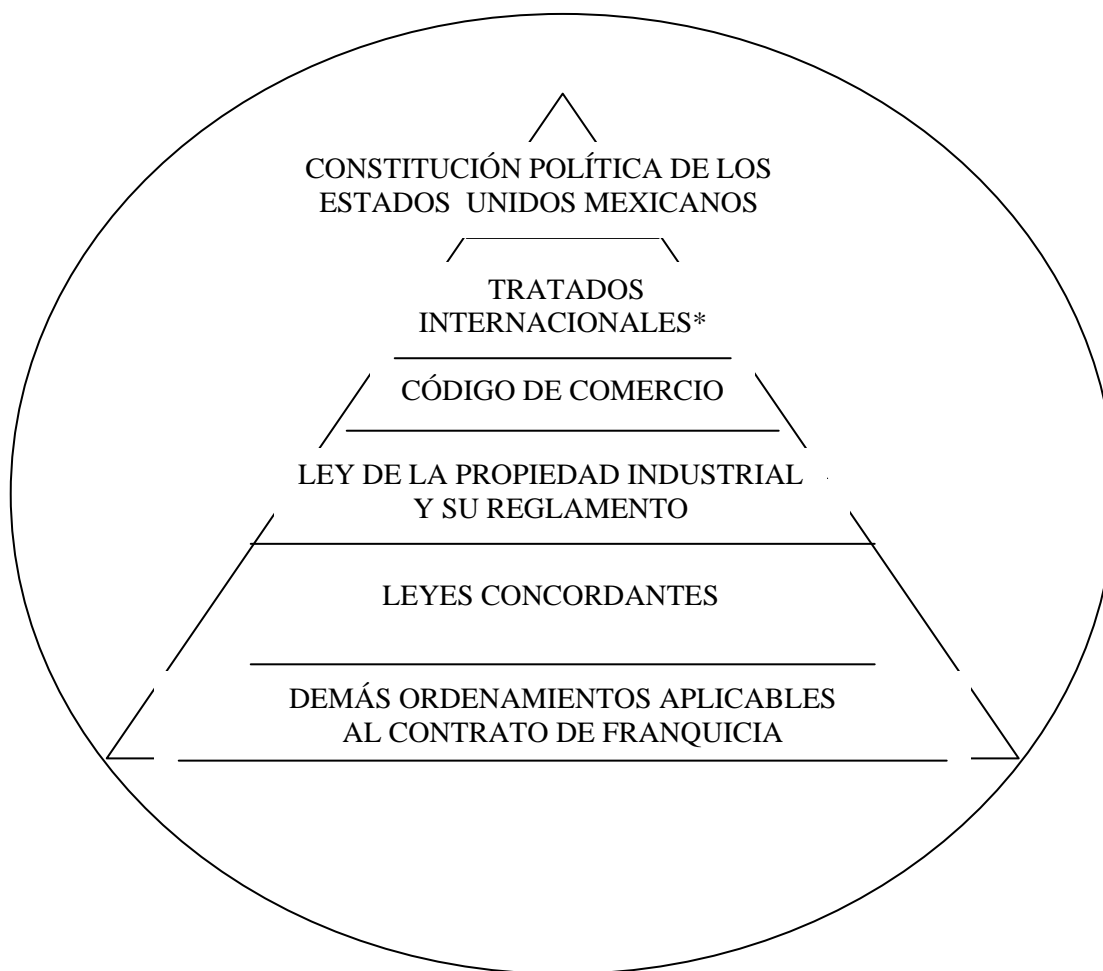 CONSTITUCIÓN POLÍTICA DE LOS
ESTADOS UNIDOS MEXICANOS
TRATADOS
INTERNACIONALES*
CÓDIGO DE COMERCIO
LEY DE LA PROPIEDAD INDUSTRIAL
Y SU REGLAMENTO
LEYES CONCORDANTES
DEMÁS ORDENAMIENTOS APLICABLES
AL CONTRATO DE FRANQUICIA